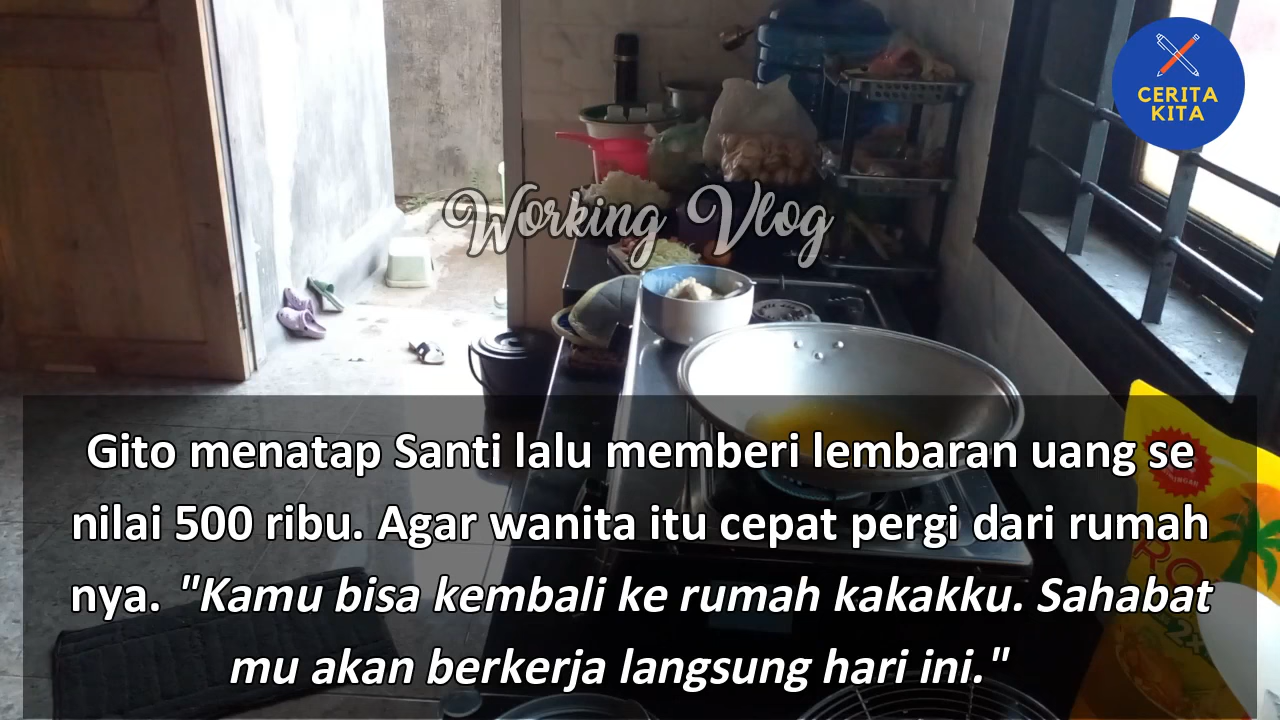 CERITA
KITA
Working Vlog
Gito menatap Santi lalu memberi lembaran uang se
nilai 500 ribu. Agar wanita itu cepat pergi dari rumah
nya. "Kamu bisa kembali ke rumah kakakku. Sahabat
mu akan berkerja langsung hari ini."